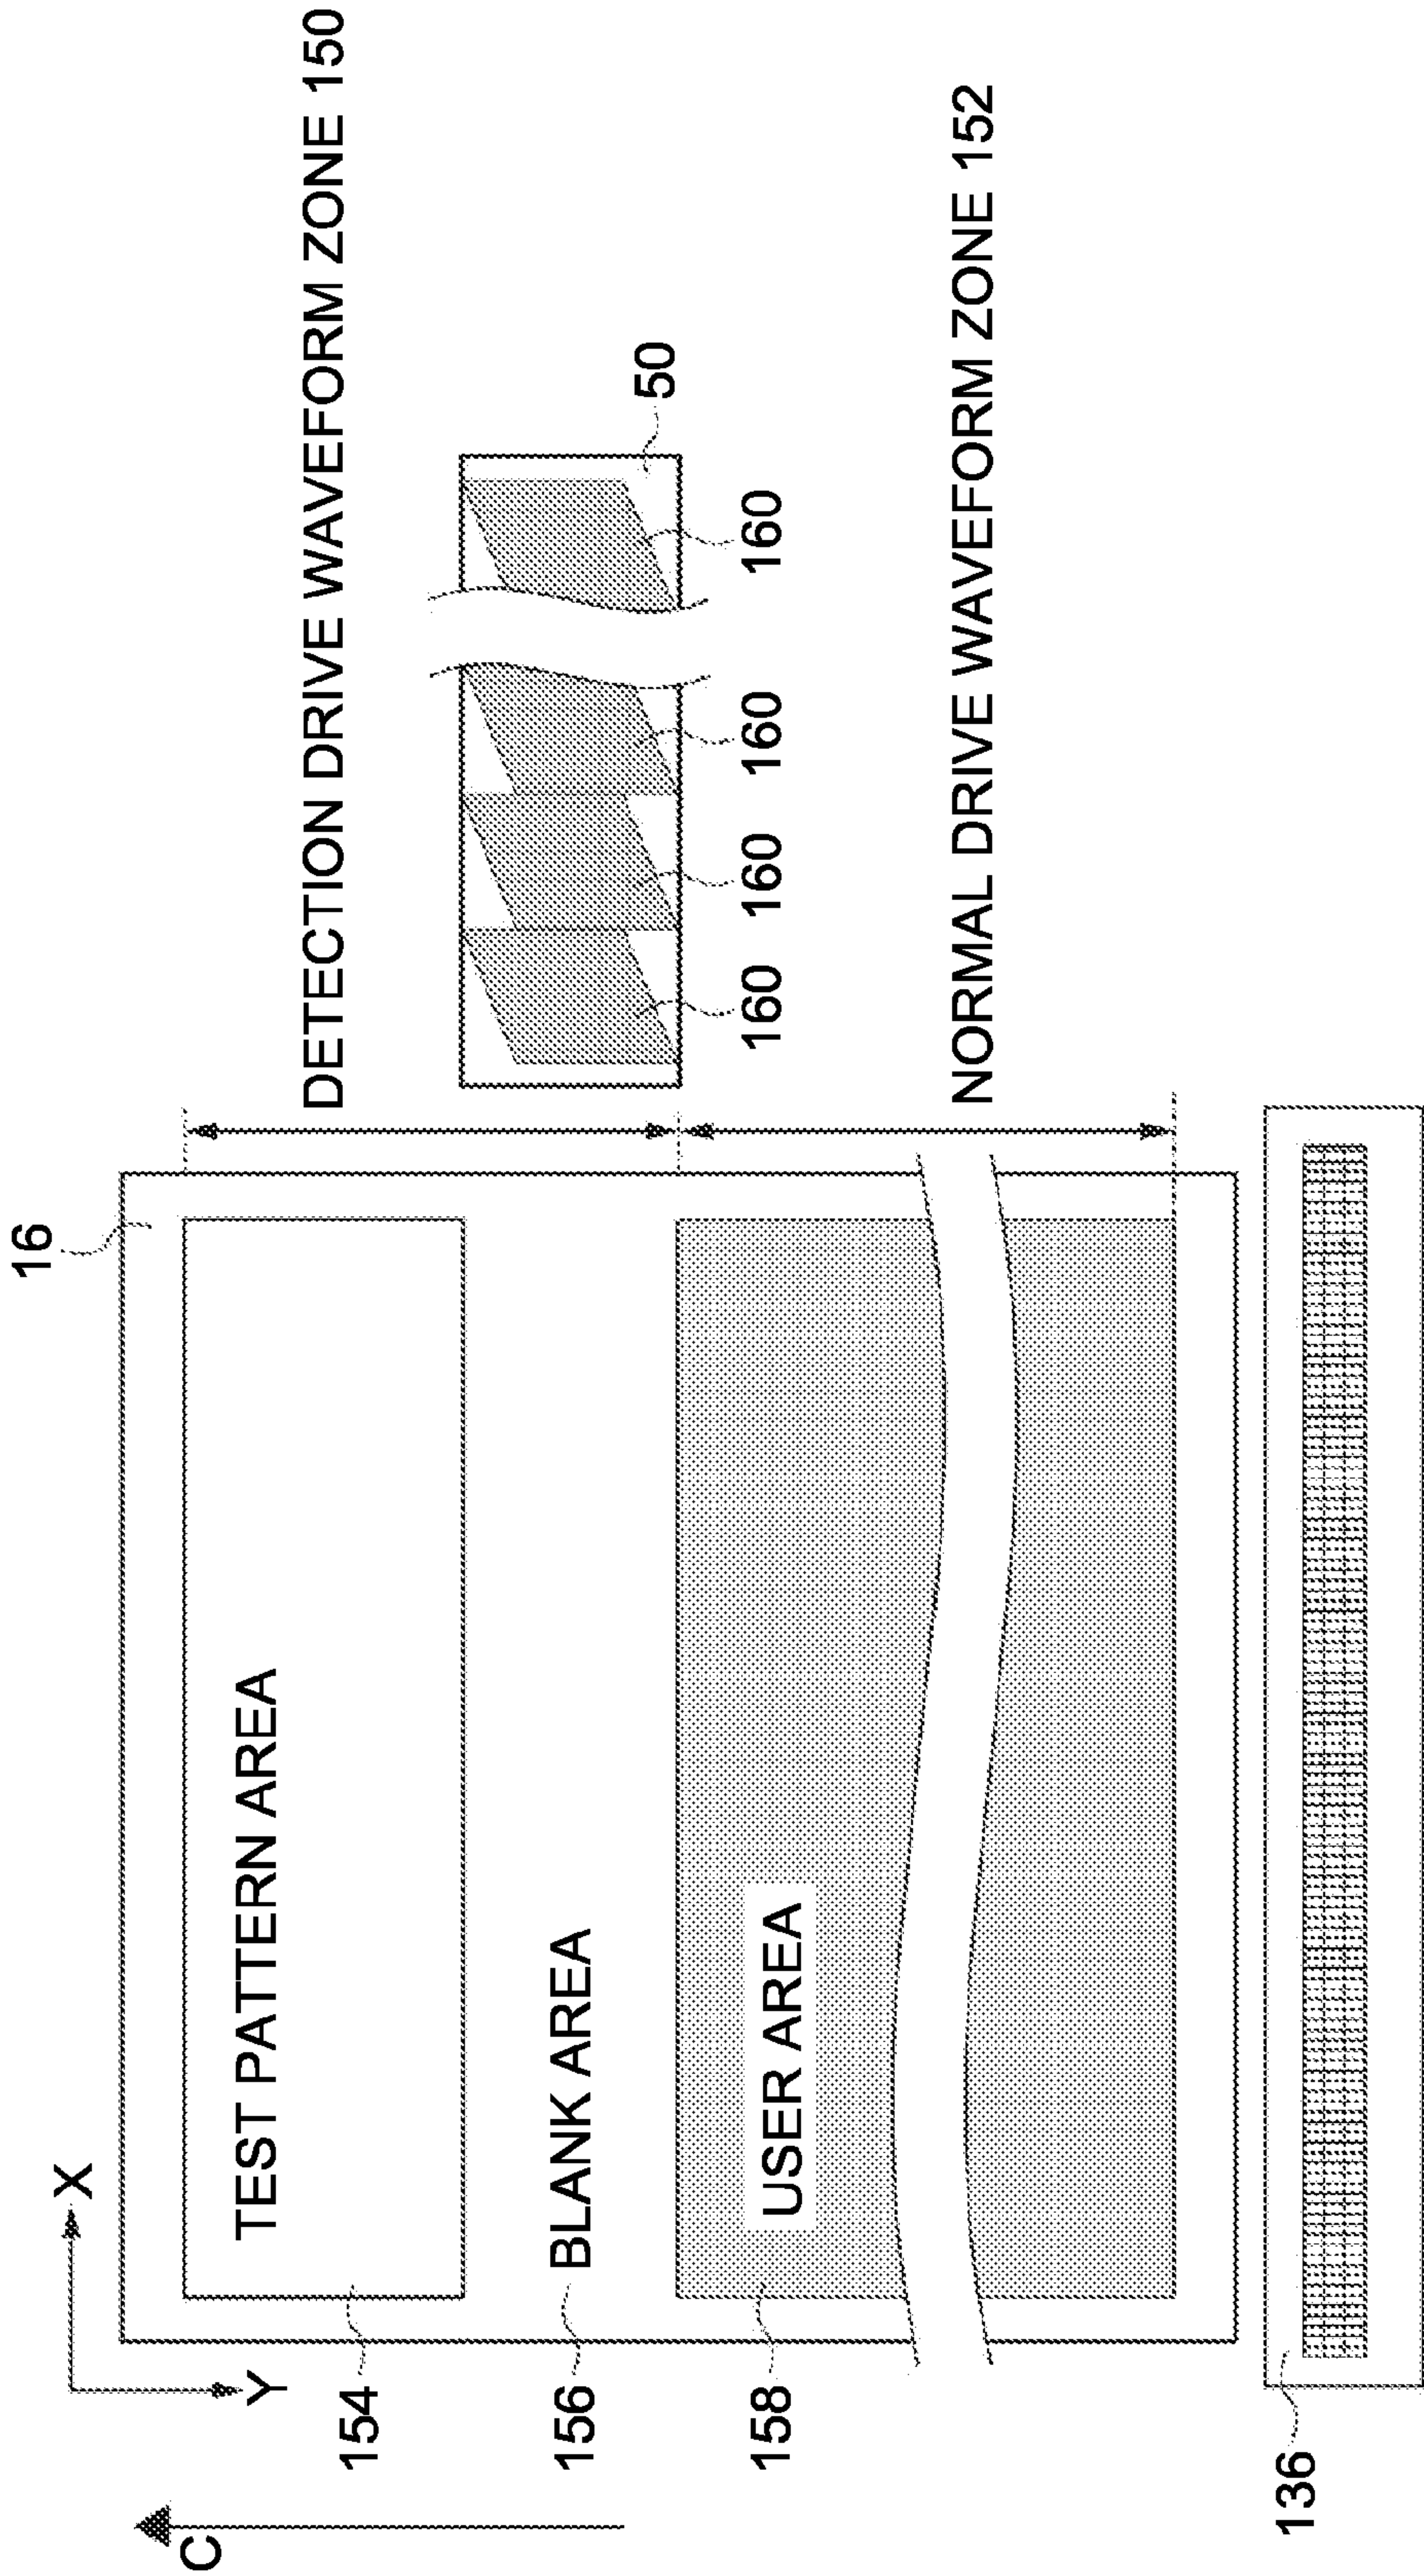 C
Y
X
16
154
TEST PATTERN AREA
156
BLANK AREA
158
USER AREA
DETECTION DRIVE WAVEFORM ZONE 150
50
160
160
160
160
NORMAL DRIVE WAVEFORM ZONE 152
136